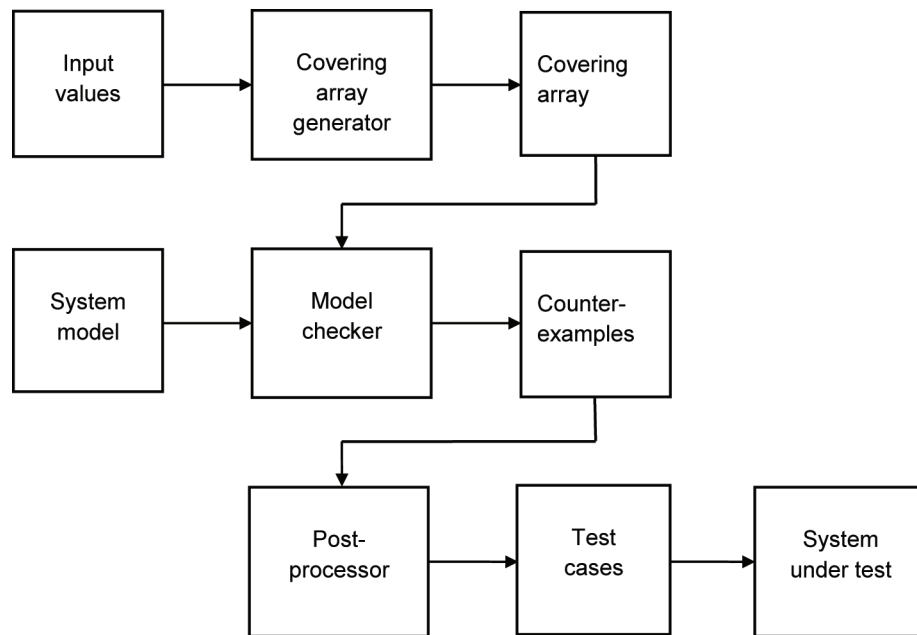 Input
values
Covering
array
generator
Covering
array
System
model
Model
checker
Counter-
examples
Post-
processor
Test
cases
System
under test